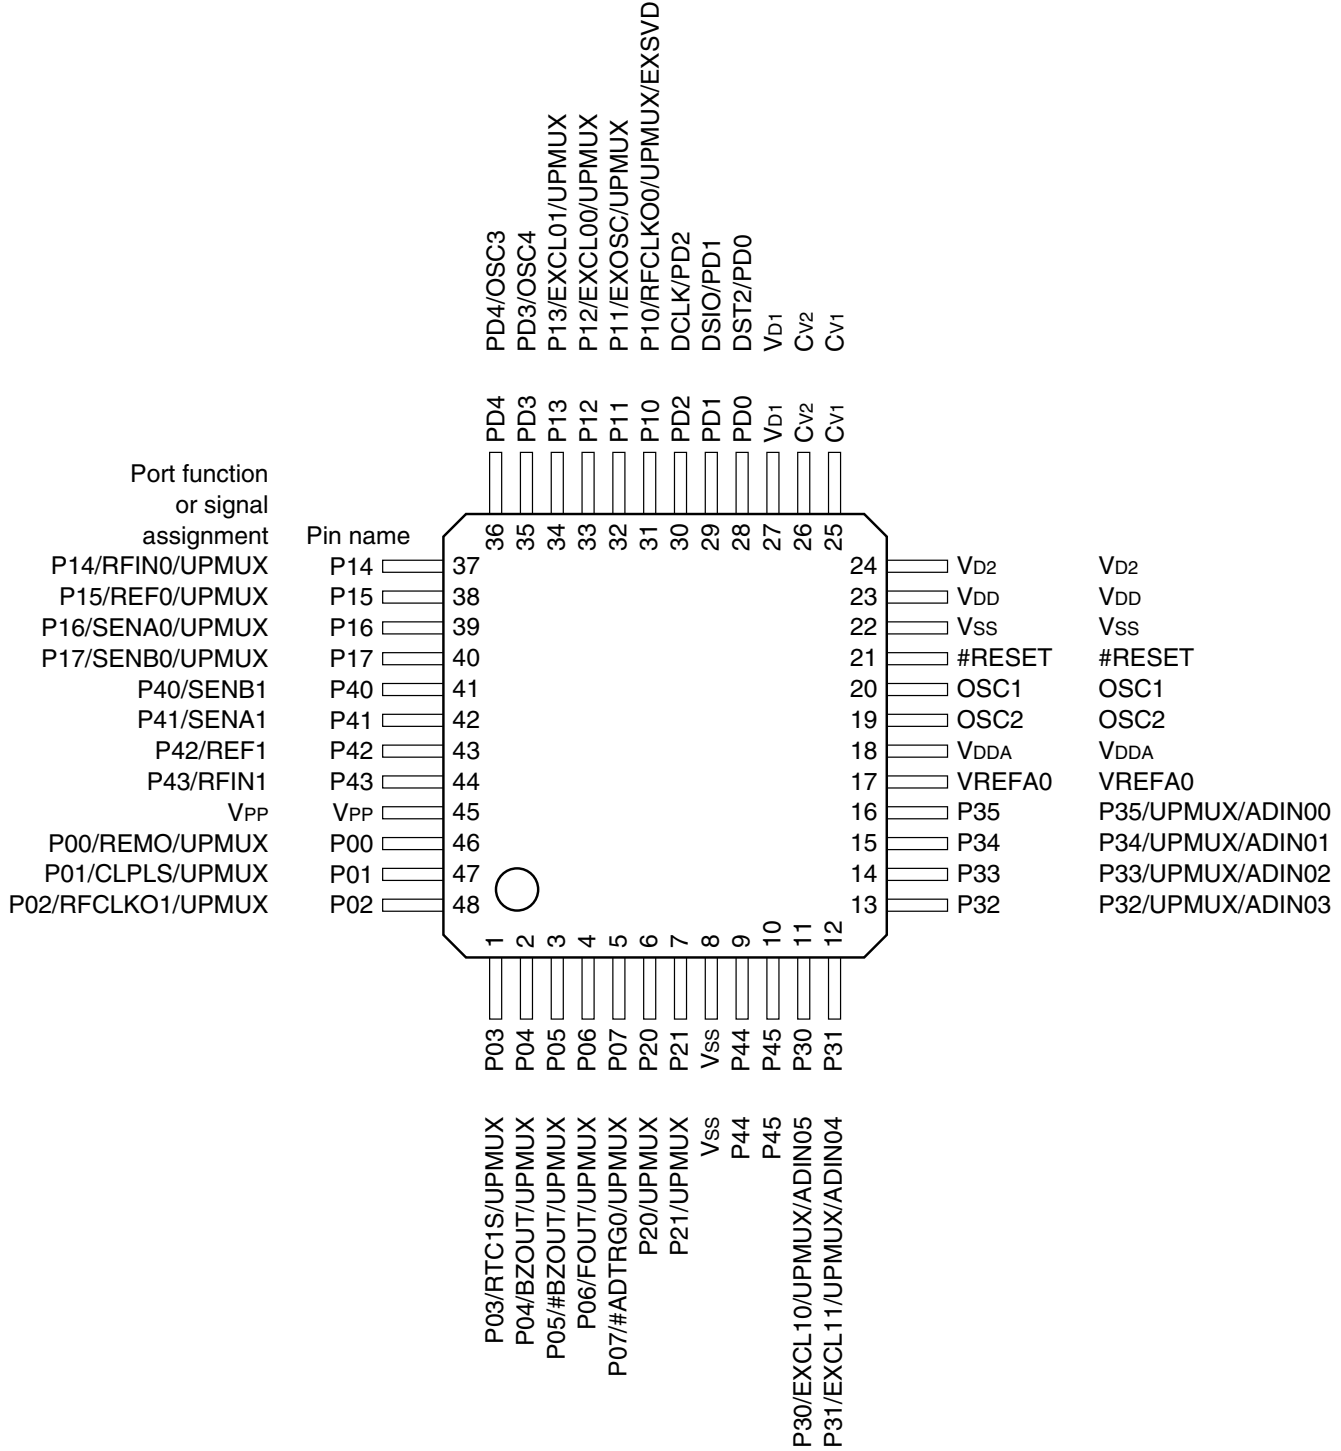 PD4/OSC3
PD3/OSC4
P13/EXCL01/UPMUX
P12/EXCL00/UPMUX
P11/EXOSC/UPMUX
P10/RFCLKO0/UPMUX/EXSVD
DCLK/PD2
DSIO/PD1
DST2/PD0
VD1
CV2
CV1
PD4
PD3
P13
P12
P11
P10
PD2
PD1
PD0
VD1
CV2
CV1
Port function
or signal
assignment
Pin name
36
35
34
33
32
31
30
29
28
27
26
25
P14/RFIN0/UPMUX P14 37
P15/REF0/UPMUX P15 38
P16/SENA0/UPMUX P16 39
P17/SENB0/UPMUX P17 40
P40/SENB1 P40 41
P41/SENA1 P41 42
P42/REF1 P42 43
P43/RFIN1 P43 44
VPP VPP 45
P00/REMO/UPMUX P00 46
P01/CLPLS/UPMUX P01 47
P02/RFCLKO1/UPMUX P02 48
24 VD2 VD2
23 VDD VDD
22 VSS VSS
21 #RESET #RESET
20 OSC1 OSC1
19 OSC2 OSC2
18 VDDA VDDA
17 VREFA0 VREFA0
16 P35 P35/UPMUX/ADIN00
15 P34 P34/UPMUX/ADIN01
14 P33 P33/UPMUX/ADIN02
13 P32 P32/UPMUX/ADIN03
1
2
3
4
5
6
7
8
9
10
11
12
P03
P04
P05
P06
P07
P20
P21
VSS
P44
P45
P30
P31
P03/RTC1S/UPMUX
P04/BZOUT/UPMUX
P05/#BZOUT/UPMUX
P06/FOUT/UPMUX
P07/#ADTRG0/UPMUX
P20/UPMUX
P21/UPMUX
VSS
P44
P45
P30/EXCL10/UPMUX/ADIN05
P31/EXCL11/UPMUX/ADIN04